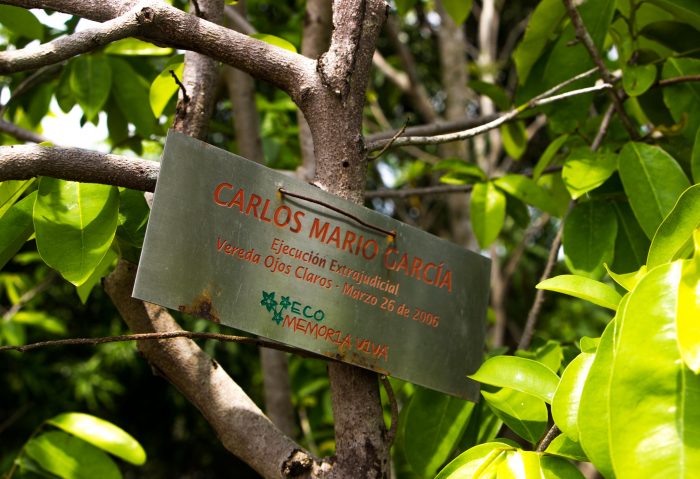 CARLOS MARIO GARCÍA
Ejecución Extrajudicial
Vereda Ojos Claros - Marzo 26 de 2006
ECO
MEMORIA VIVA